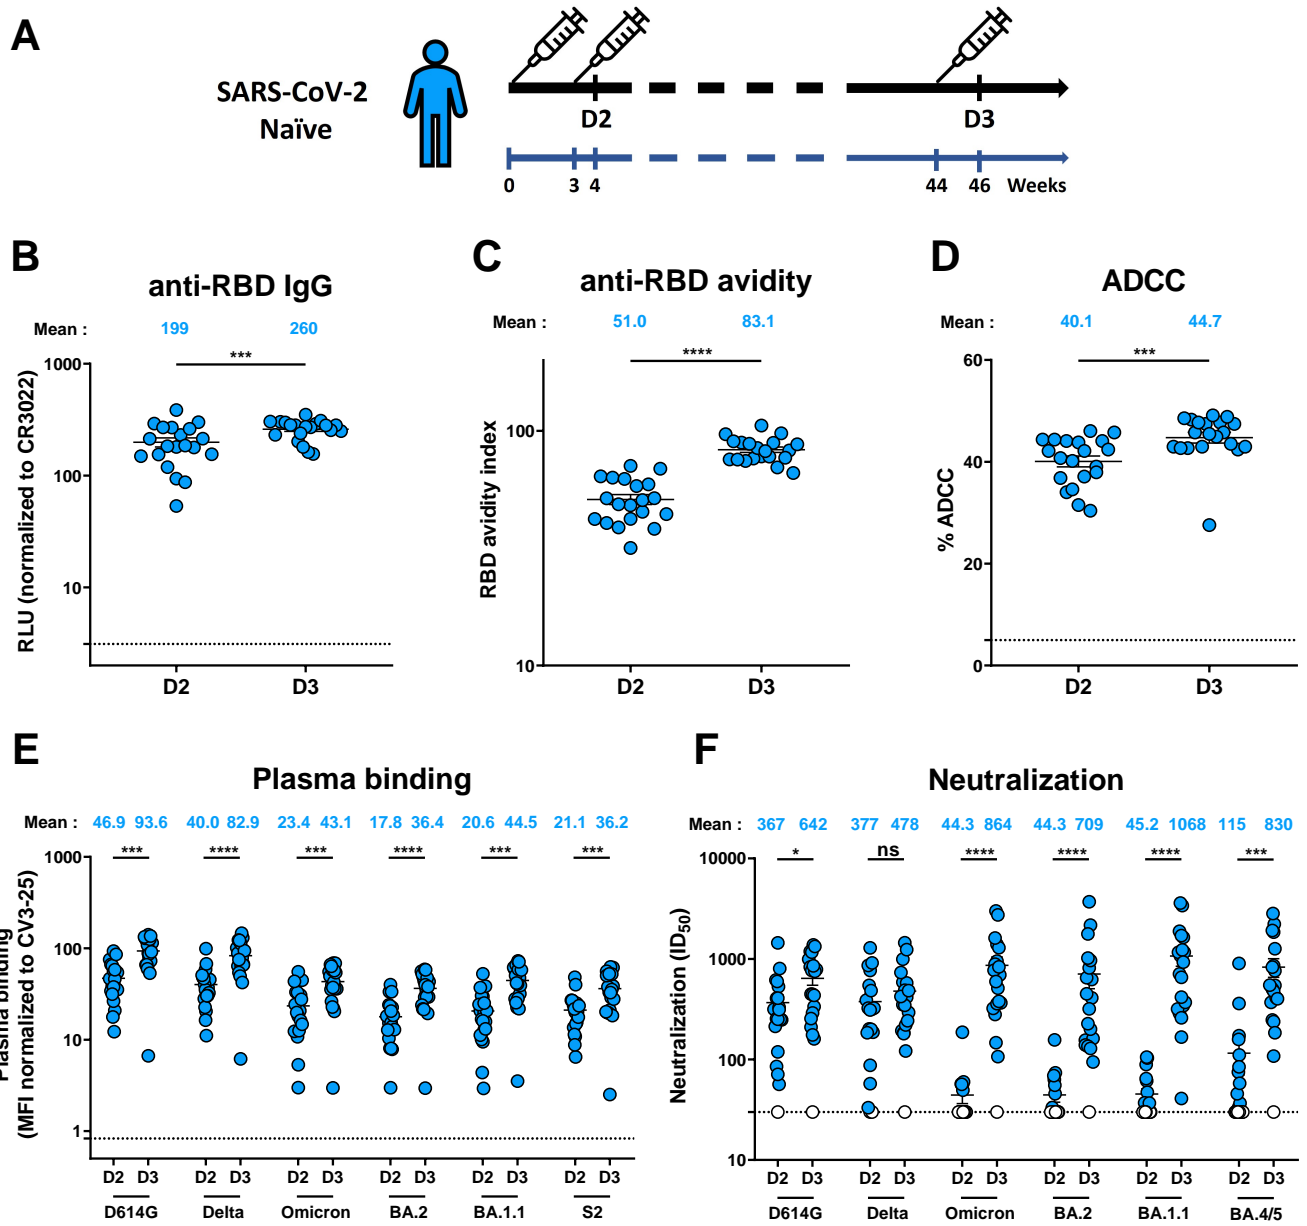 A
SARS-CoV-2
Naïve
D2
D3
0 3 4 44 46 Weeks
B
anti-RBD IgG
Mean : 199 260
***
RLU (normalized to CR3022)
1000
100
10
D2 D3
C
anti-RBD avidity
Mean : 51.0 83.1
****
RBD avidity index
100
10
D2 D3
D
ADCC
Mean : 40.1 44.7
***
% ADCC
60
40
20
0
D2 D3
E
Plasma binding
Mean : 46.9 93.6 40.0 82.9 23.4 43.1 17.8 36.4 20.6 44.5 21.1 36.2
*** **** *** **** *** ***
Plasma binding
(MFI normalized to CV3-25)
1000
100
10
1
D2 D3 D2 D3 D2 D3 D2 D3 D2 D3 D2 D3
D614G Delta Omicron BA.2 BA.1.1 S2
F
Neutralization
Mean : 367 642 377 478 44.3 864 44.3 709 45.2 1068 115 830
* ns **** **** **** ***
Neutralization (ID50)
10000
1000
100
10
D2 D3 D2 D3 D2 D3 D2 D3 D2 D3 D2 D3
D614G Delta Omicron BA.2 BA.1.1 BA.4/5